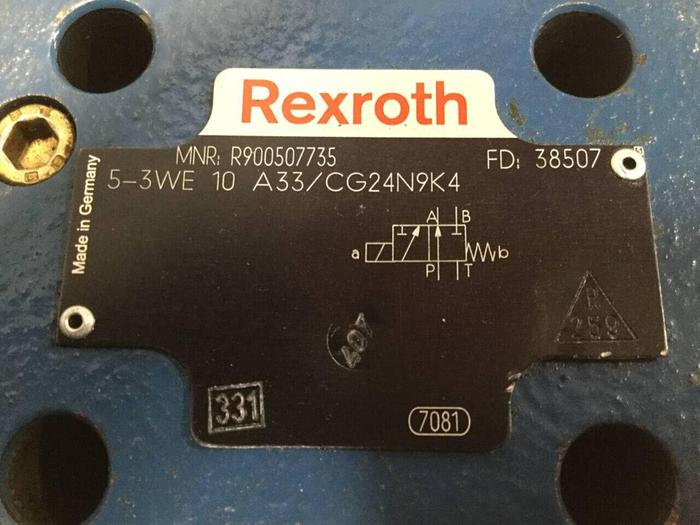 Rexroth
MNR: R900507735 FD: 38507
5-3WE 10 A33/CG24N9K4
Made in Germany
A B
a b
P T
259
331
7081